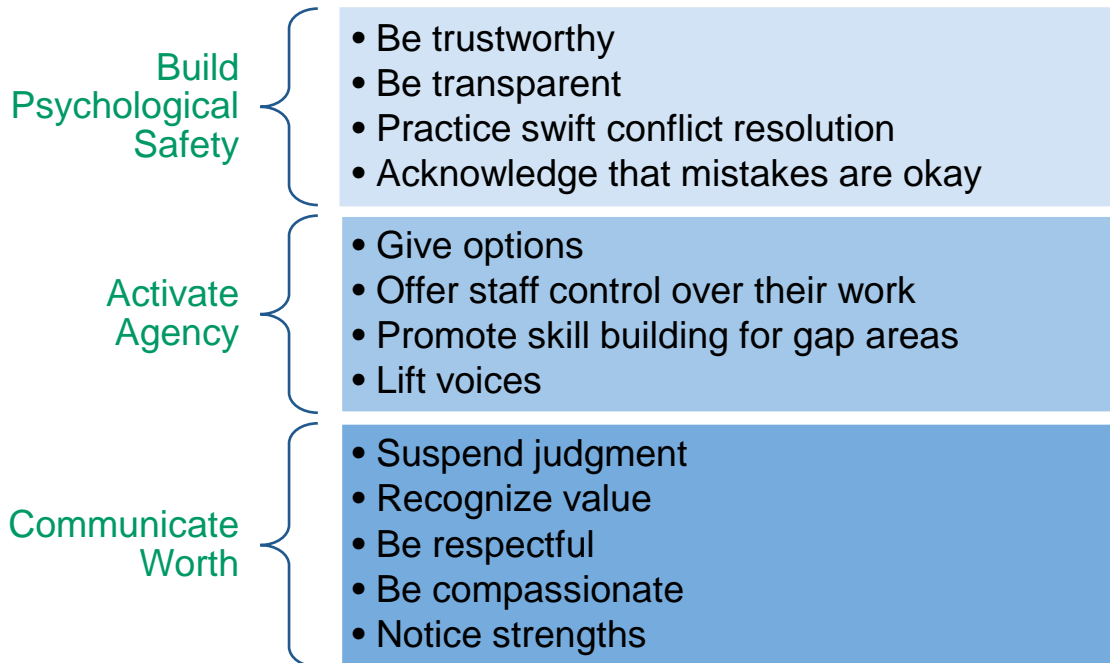 Build
Psychological
Safety
• Be trustworthy
• Be transparent
• Practice swift conflict resolution
• Acknowledge that mistakes are okay
Activate
Agency
• Give options
• Offer staff control over their work
• Promote skill building for gap areas
• Lift voices
Communicate
Worth
• Suspend judgment
• Recognize value
• Be respectful
• Be compassionate
• Notice strengths